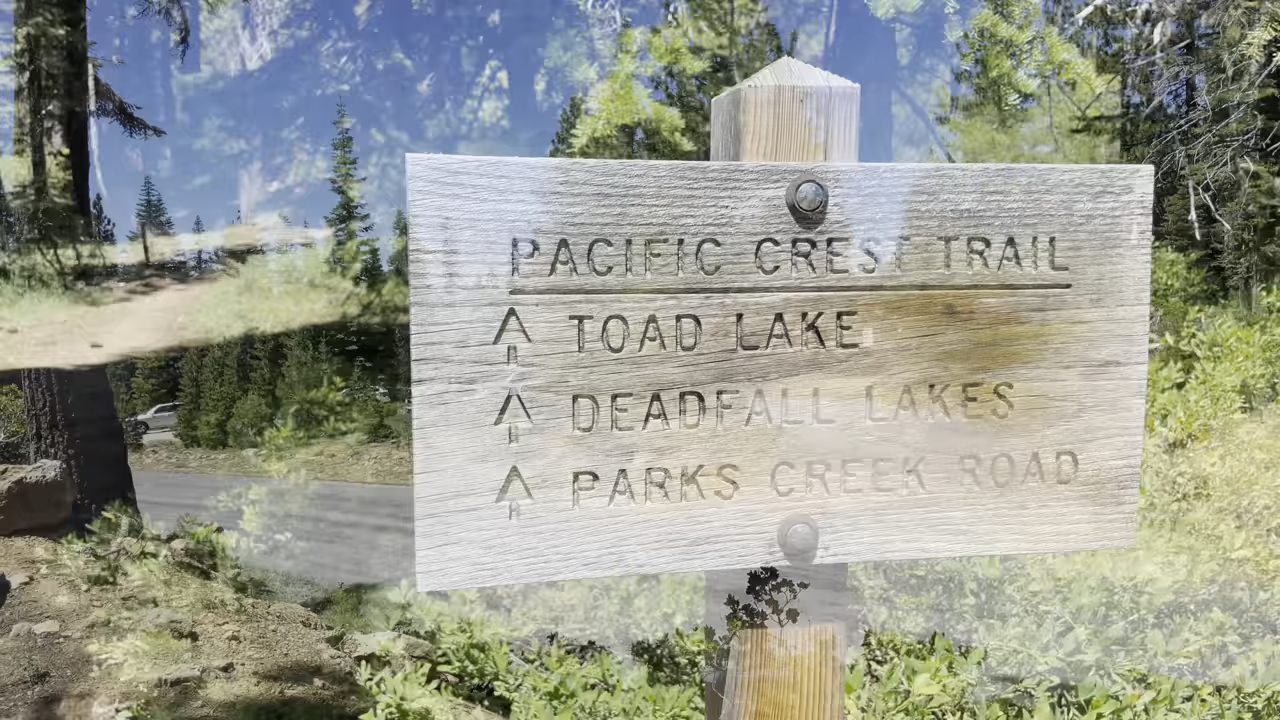 PACIFIC CREST TRAIL
TOAD LAKE
DEADFALL LAKES
PARKS CREEK ROAD